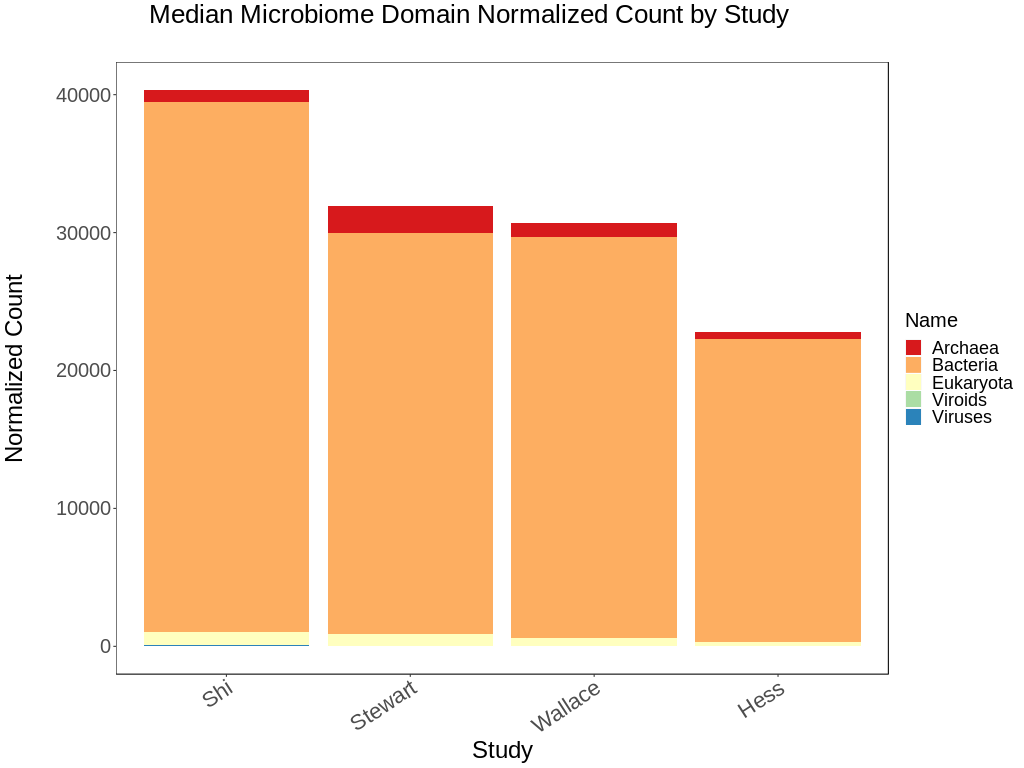 Median Microbiome Domain Normalized Count by Study
Normalized Count
40000
30000
20000
10000
0
Shi
Stewart
Wallace
Hess
Study
Name
Archaea
Bacteria
Eukaryota
Viroids
Viruses